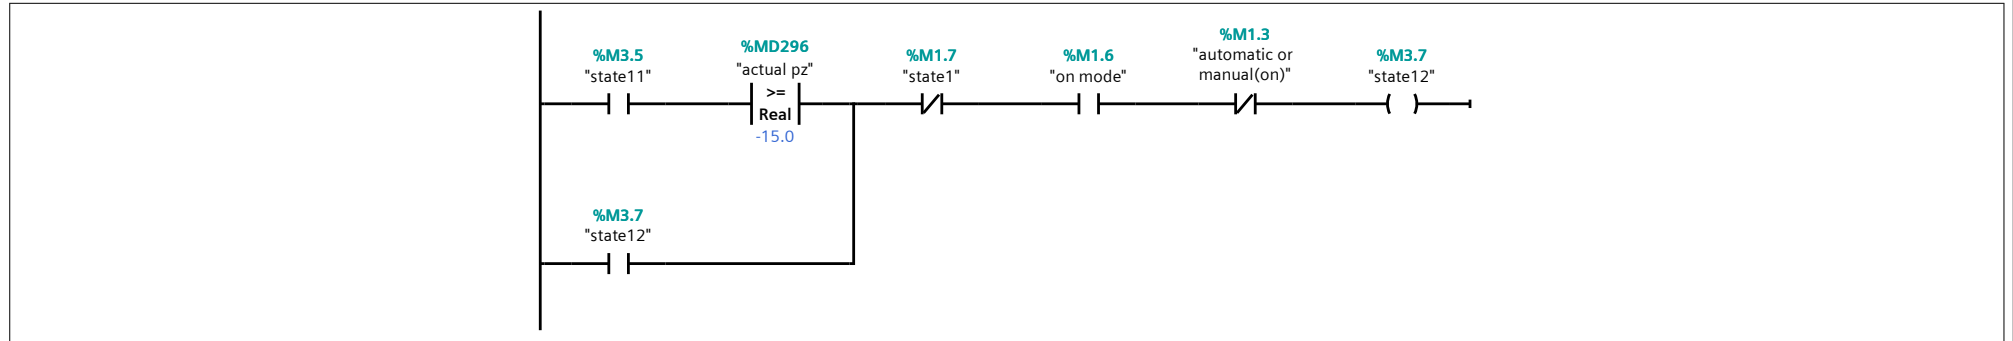 %M3.5
"state11"
%MD296
"actual pz"
>=
Real
-15.0
%M1.7
"state1"
%M1.6
"on mode"
%M1.3
"automatic or
manual(on)"
%M3.7
"state12"
%M3.7
"state12"